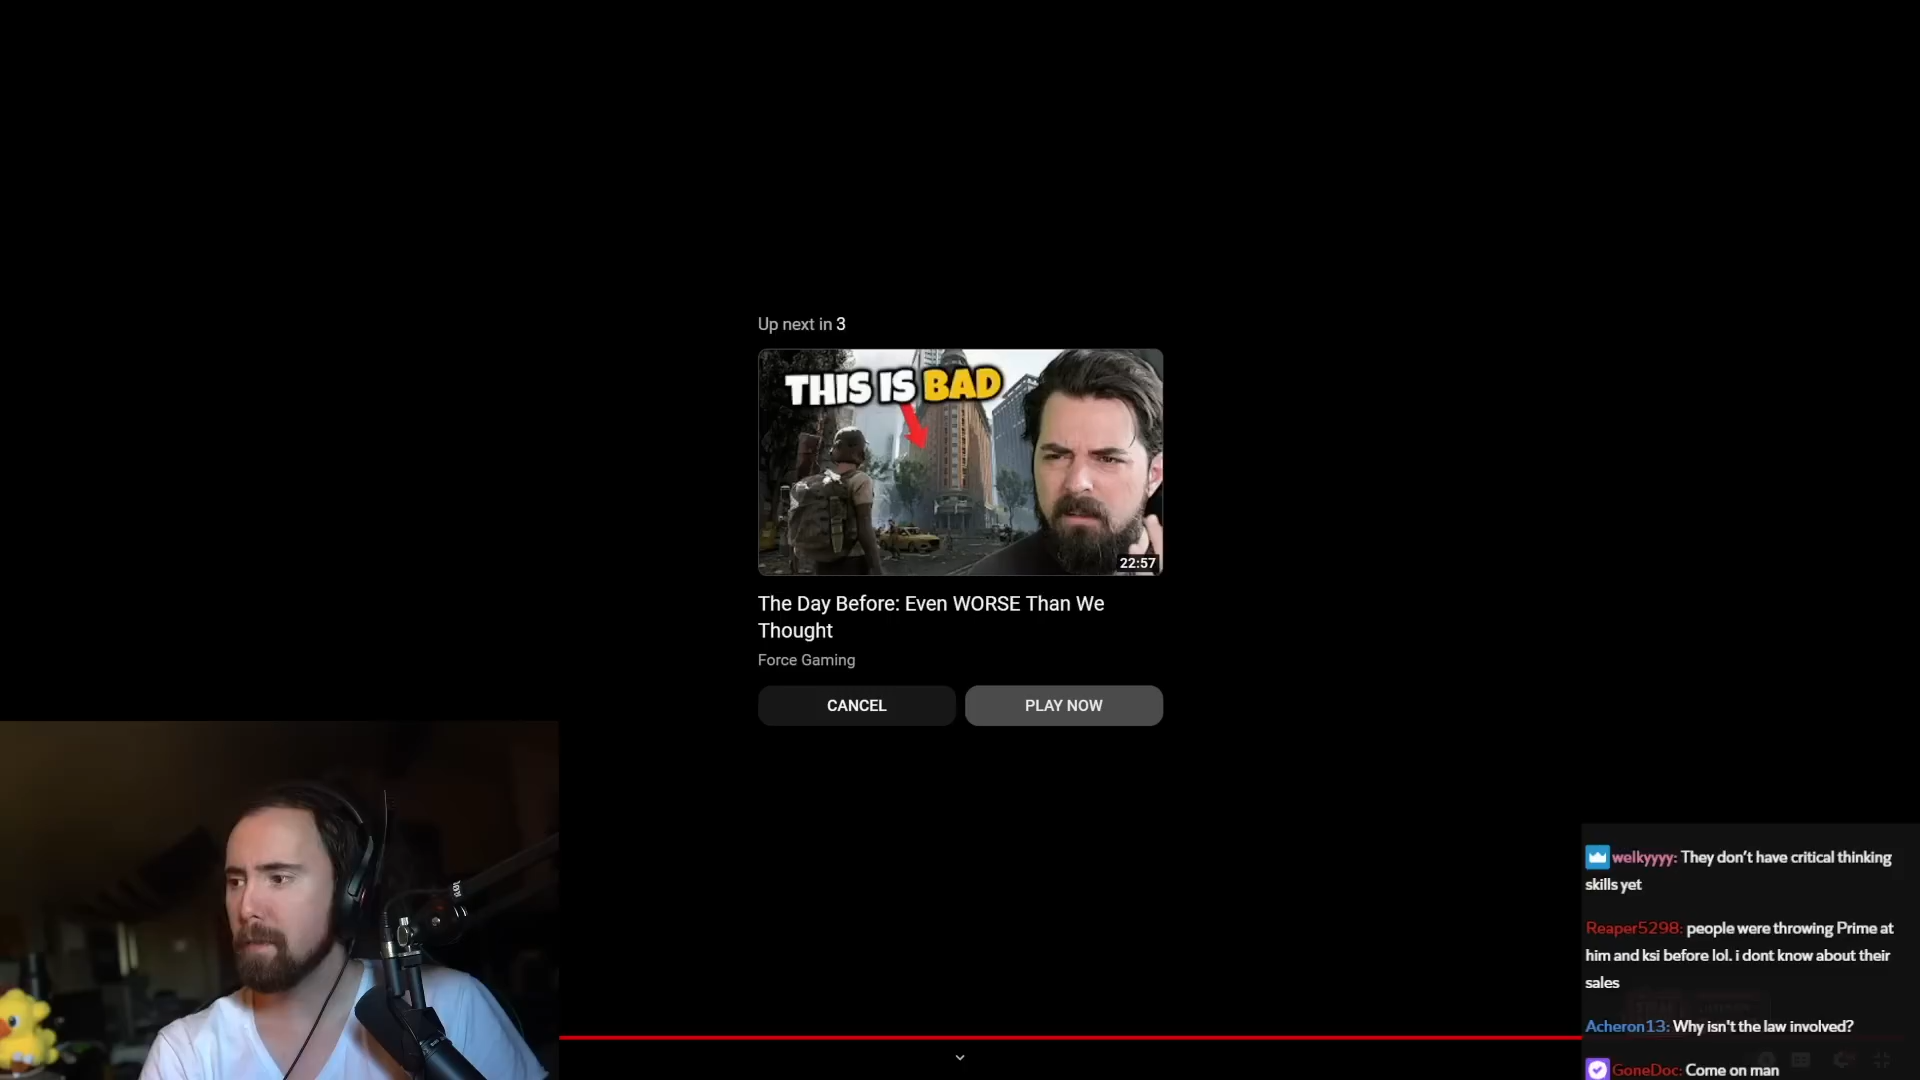 Up next in 3
THIS IS BAD
22:57
The Day Before: Even WORSE Than We
Thought
Force Gaming
CANCEL
PLAY NOW
welkyyyy: They don't have critical thinking
skills yet
Reaper5298: people were throwing Prime at
him and ksi before lol. i dont know about their
sales
Acheron13: Why isn't the law involved?
GoneDoc: Come on man